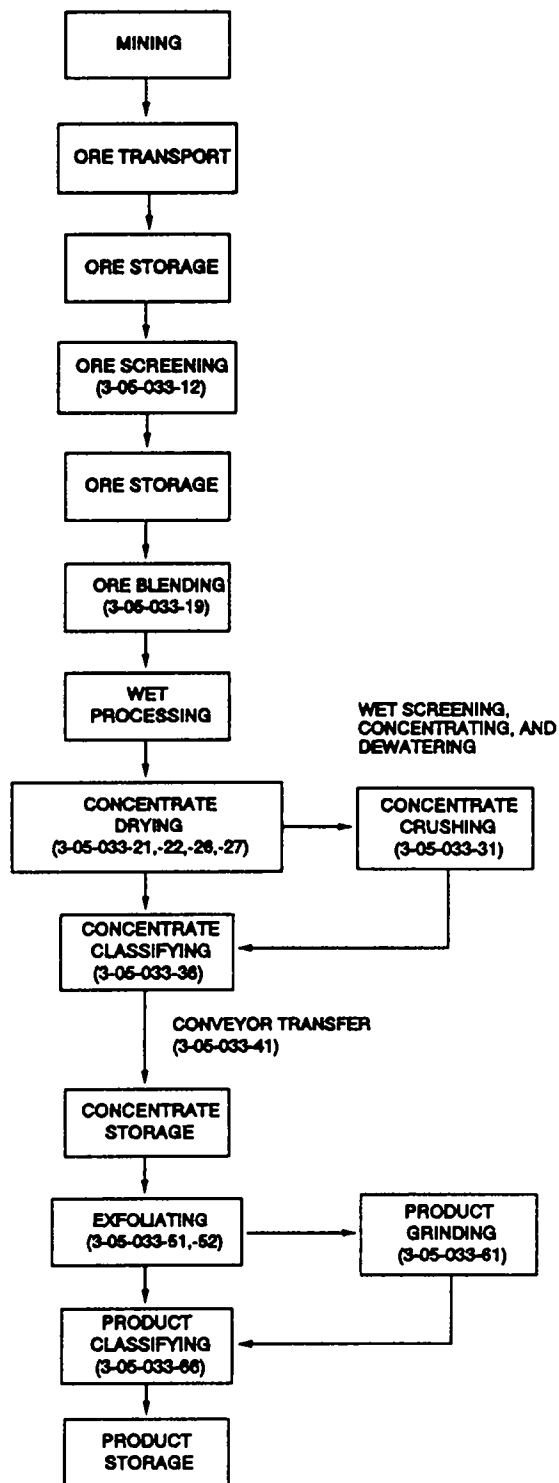 MINING
ORE TRANSPORT
ORE STORAGE
ORE SCREENING
(3-05-033-12)
ORE STORAGE
ORE BLENDING
(3-05-033-19)
WET
PROCESSING
WET SCREENING,
CONCENTRATING, AND
DEWATERING
CONCENTRATE
DRYING
(3-05-033-21,-22,-26,-27)
CONCENTRATE
CRUSHING
(3-05-033-31)
CONCENTRATE
CLASSIFYING
(3-05-033-36)
CONVEYOR TRANSFER
(3-05-033-41)
CONCENTRATE
STORAGE
EXFOLIATING
(3-05-033-51,-52)
PRODUCT
GRINDING
(3-05-033-61)
PRODUCT
CLASSIFYING
(3-05-033-66)
PRODUCT
STORAGE